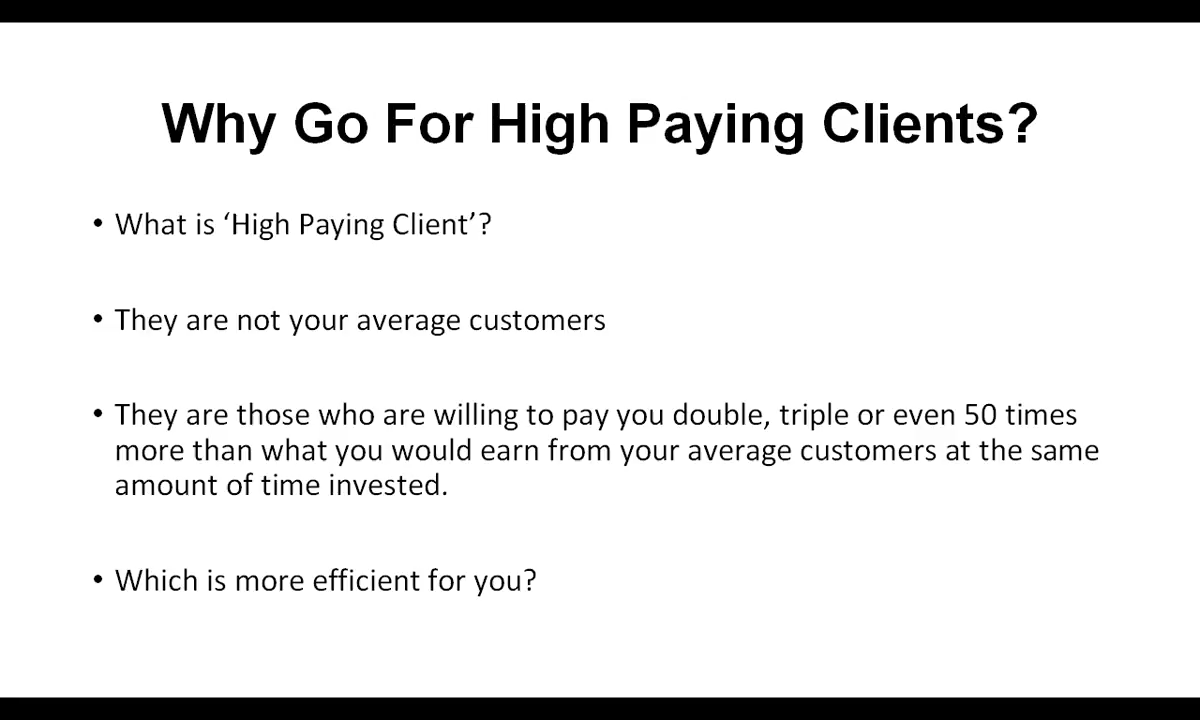 Why Go For High Paying Clients?
• What is ‘High Paying Client’?
• They are not your average customers
• They are those who are willing to pay you double, triple or even 50 times
more than what you would earn from your average customers at the same
amount of time invested.
• Which is more efficient for you?